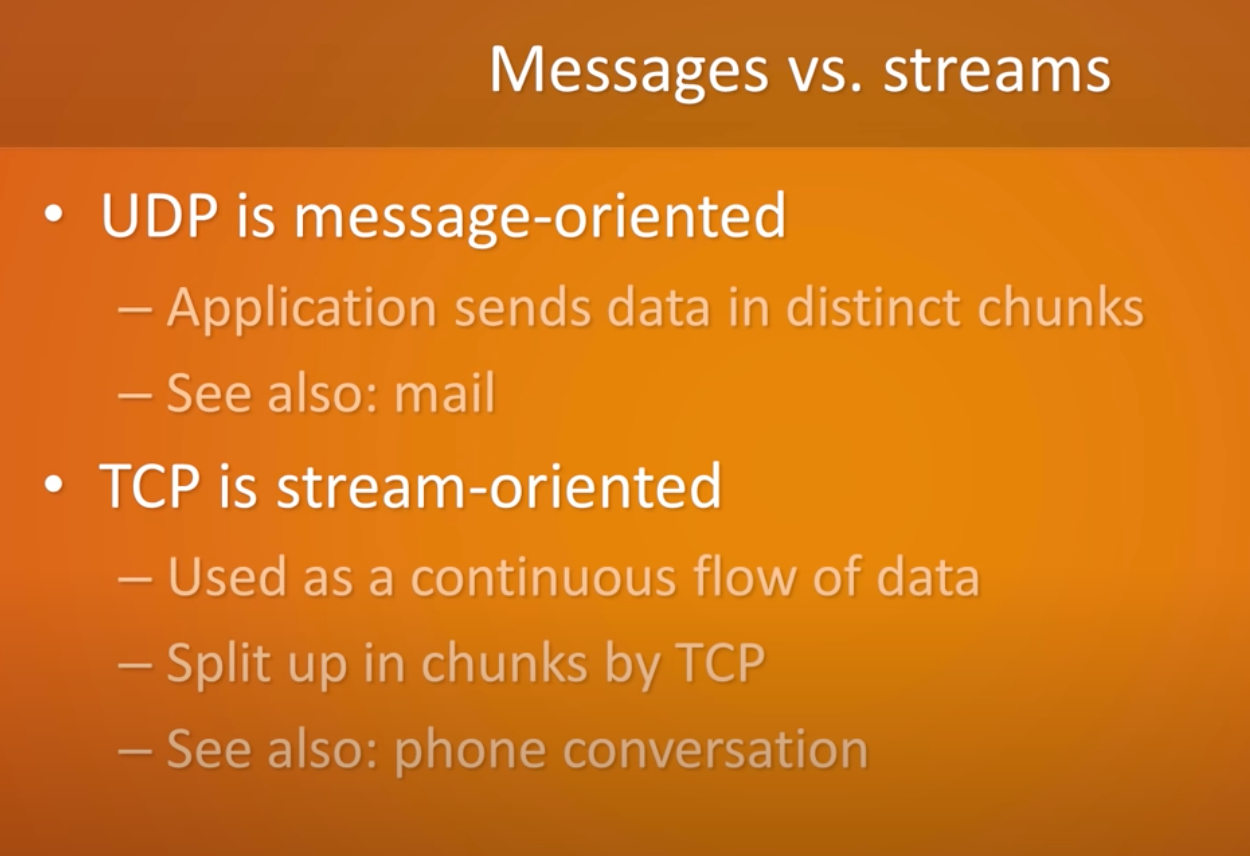 Messages vs. streams
• UDP is message-oriented
– Application sends data in distinct chunks
– See also: mail
• TCP is stream-oriented
– Used as a continuous flow of data
– Split up in chunks by TCP
– See also: phone conversation